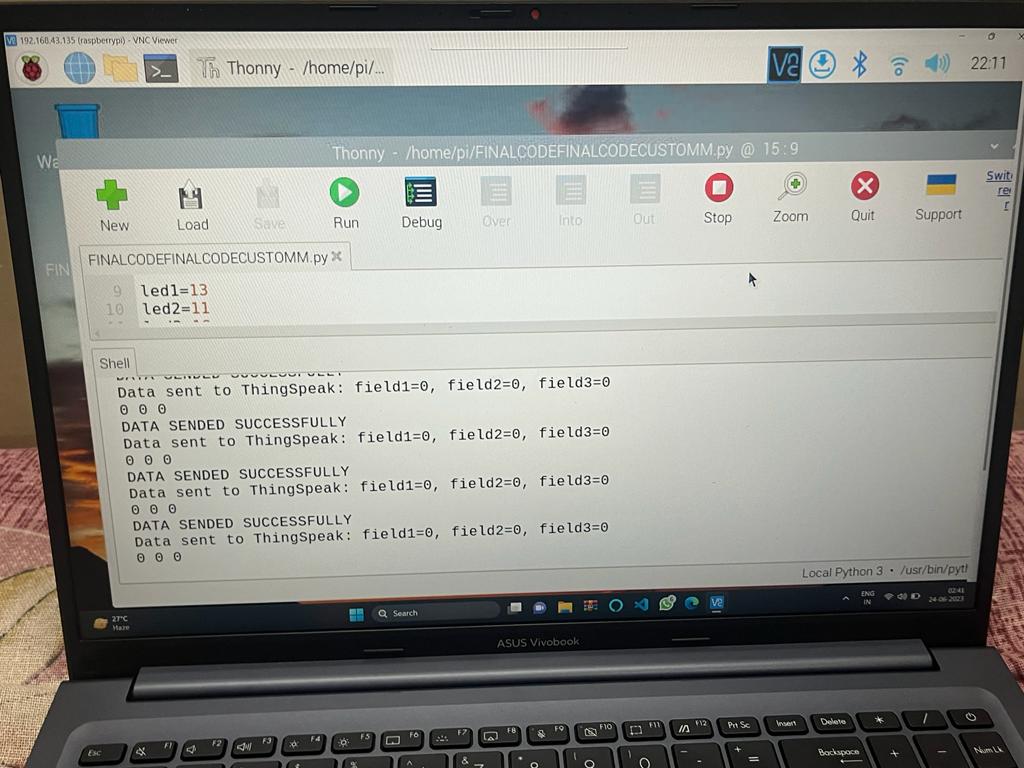 192.168.43.135 (raspberrypi) - VNC Viewer
Thonny - /home/pi/...
22:11
Thonny - /home/pi/FINALCODEFINALCODECUSTOMM.py @ 15 : 9
New Load Save Run Debug Over Into Out Stop Zoom Quit Support
FINALCODEFINALCODECUSTOMM.py
FIN
9 led1=13
10 led2=11
Shell
DATA SENDED SUCCESSFULLY
Data sent to ThingSpeak: field1=0, field2=0, field3=0
0 0 0
DATA SENDED SUCCESSFULLY
Data sent to ThingSpeak: field1=0, field2=0, field3=0
0 0 0
DATA SENDED SUCCESSFULLY
Data sent to ThingSpeak: field1=0, field2=0, field3=0
0 0 0
DATA SENDED SUCCESSFULLY
Data sent to ThingSpeak: field1=0, field2=0, field3=0
0 0 0
Local Python 3 • /usr/bin/pyt
27°C
Haze
Search
ENG
IN
02:41
24-06-2023
ASUS Vivobook
Esc F1 F2 F3 F4 F5 F6 F7 F8 F9 F10 F11 F12 Prt Sc Insert Delete * /
Backspace + - Num Lk